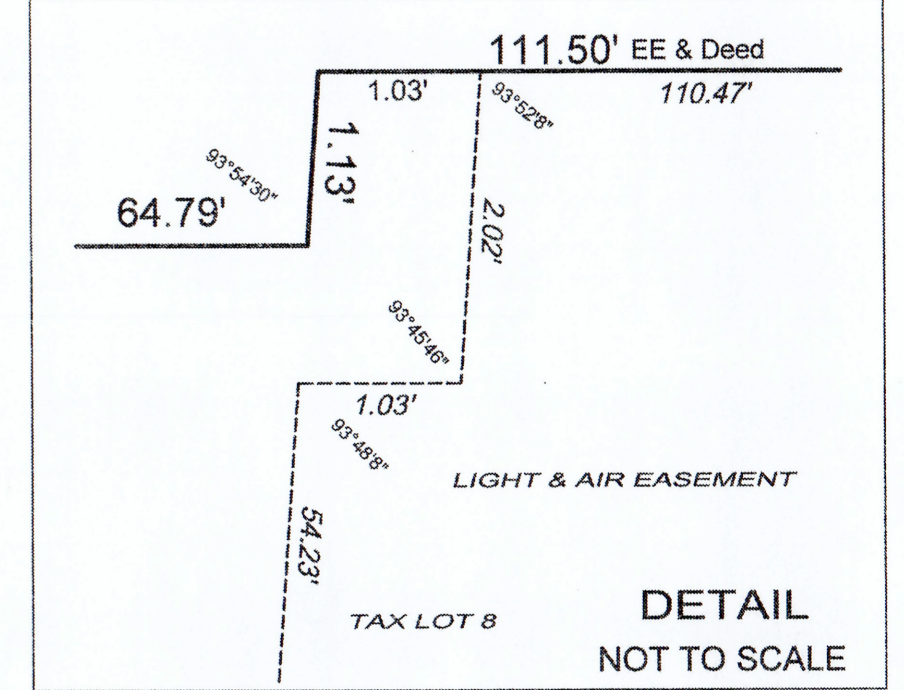 111.50' EE & Deed
1.03'
93°52'8"
110.47'
1.13'
93°54'30"
64.79'
2.02'
93°45'46"
1.03'
93°48'8"
LIGHT & AIR EASEMENT
54.23'
DETAIL
TAX LOT 8
NOT TO SCALE